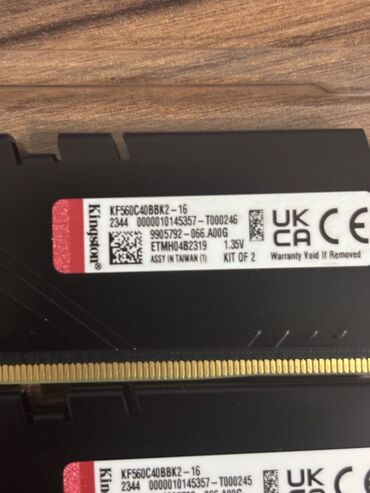 Kingston
KF560C40BBK2-16
2344 0000010145357-T000246
9905792-066.A00G
ETMH04B2319 1.35V
ASSY IN TAIWAN (1) KIT OF 2
UK
CA
CE
Warranty Void If Removed
KF560C40BBK2-16
2344 0000010145357-T000245
UK